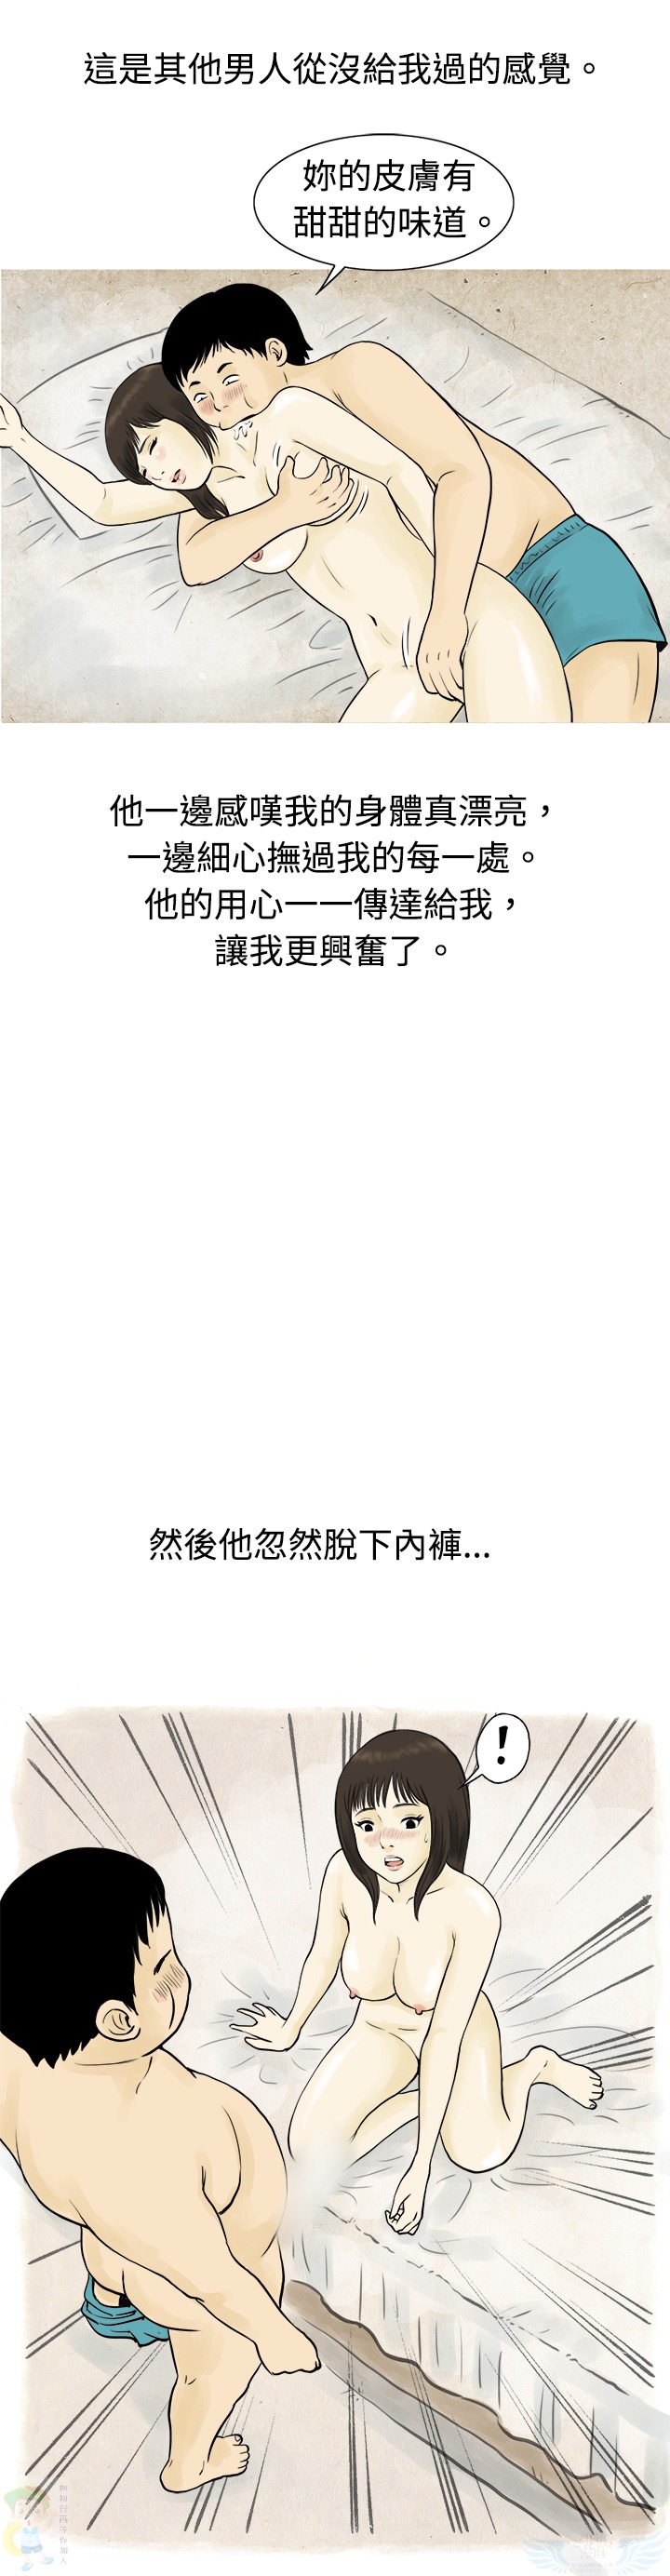 這是其他男人從沒給我過的感覺。
妳的皮膚有
甜甜的味道。
他一邊感嘆我的身體真漂亮，
一邊細心撫過我的每一處。
他的用心一一傳達給我，
讓我更興奮了。
然後他忽然脫下內褲...
！